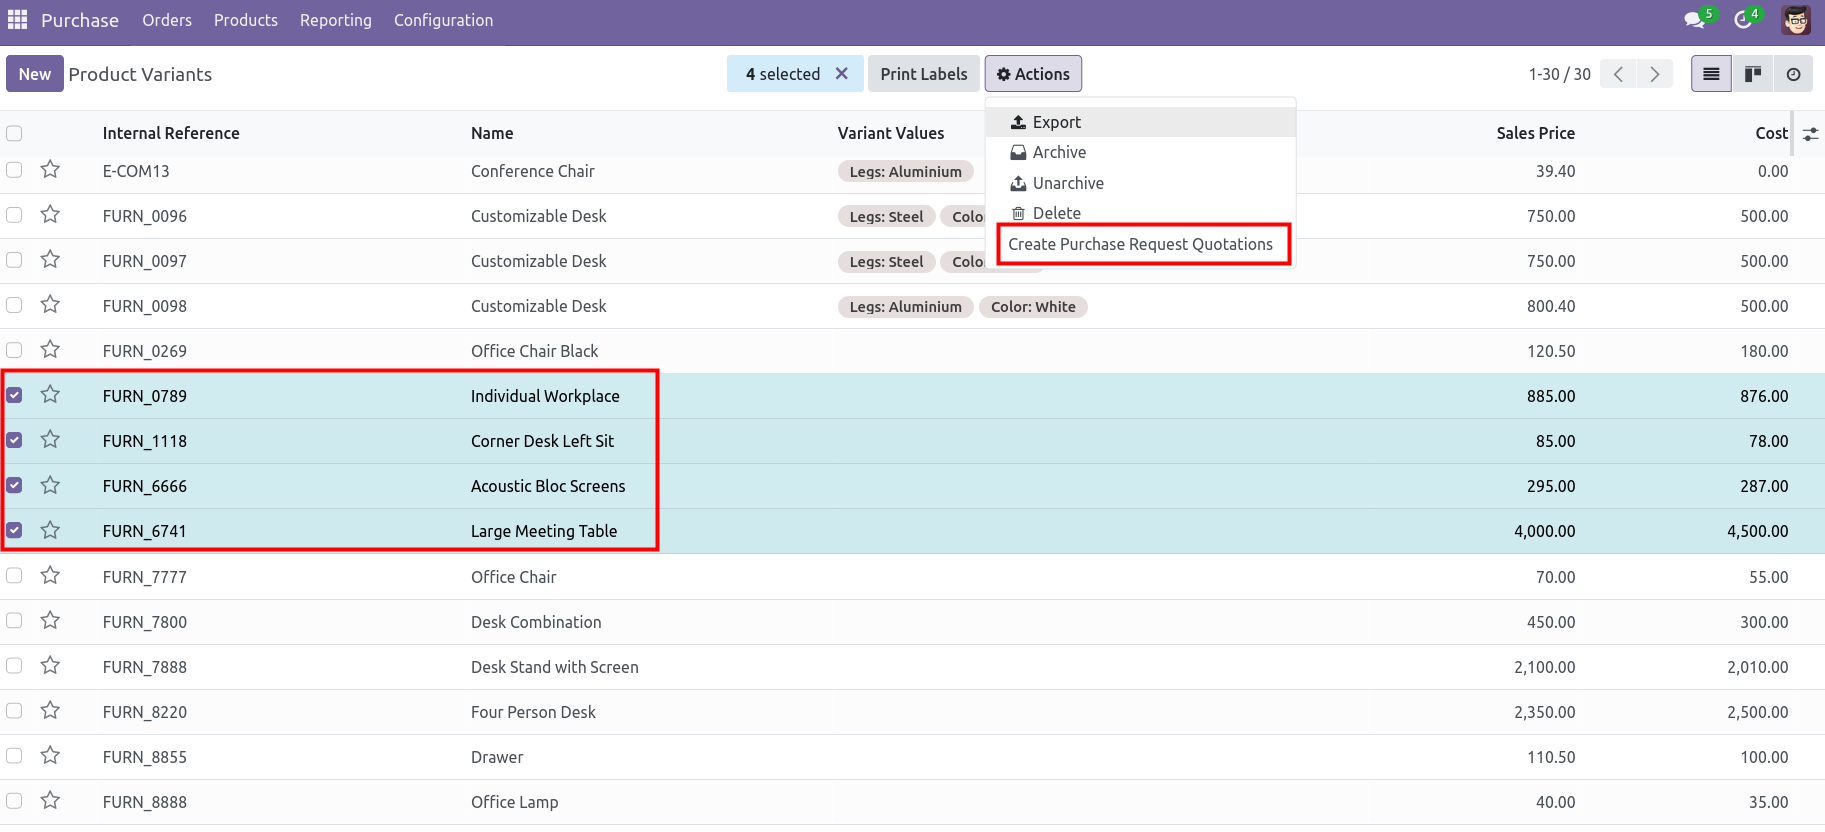 Purchase Orders Products Reporting Configuration 5 4
New Product Variants 4 selected Print Labels Actions 1-30 / 30
Internal Reference Name Variant Values Sales Price Cost
Export
Archive
Unarchive
Delete
Create Purchase Request Quotations
E-COM13 Conference Chair Legs: Aluminium 39.40 0.00
FURN_0096 Customizable Desk Legs: Steel Colo 750.00 500.00
FURN_0097 Customizable Desk Legs: Steel Colo 750.00 500.00
FURN_0098 Customizable Desk Legs: Aluminium Color: White 800.40 500.00
FURN_0269 Office Chair Black 120.50 180.00
FURN_0789 Individual Workplace 885.00 876.00
FURN_1118 Corner Desk Left Sit 85.00 78.00
FURN_6666 Acoustic Bloc Screens 295.00 287.00
FURN_6741 Large Meeting Table 4,000.00 4,500.00
FURN_7777 Office Chair 70.00 55.00
FURN_7800 Desk Combination 450.00 300.00
FURN_7888 Desk Stand with Screen 2,100.00 2,010.00
FURN_8220 Four Person Desk 2,350.00 2,500.00
FURN_8855 Drawer 110.50 100.00
FURN_8888 Office Lamp 40.00 35.00